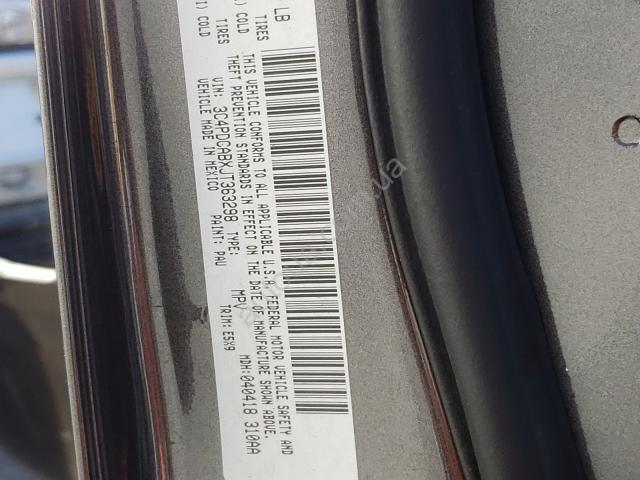 LB
I) COLD TIRES
I) COLD TIRES
THIS VEHICLE CONFORMS TO ALL APPLICABLE U.S.A. FEDERAL MOTOR VEHICLE SAFETY AND
THEFT PREVENTION STANDARDS IN EFFECT ON THE DATE OF MANUFACTURE SHOWN ABOVE.
VIN: 3C4PDCABXJT363298 TYPE: MPV MDH:040418 310AA
VEHICLE MADE IN MEXICO PAINT: PAU TRIM: E5X9